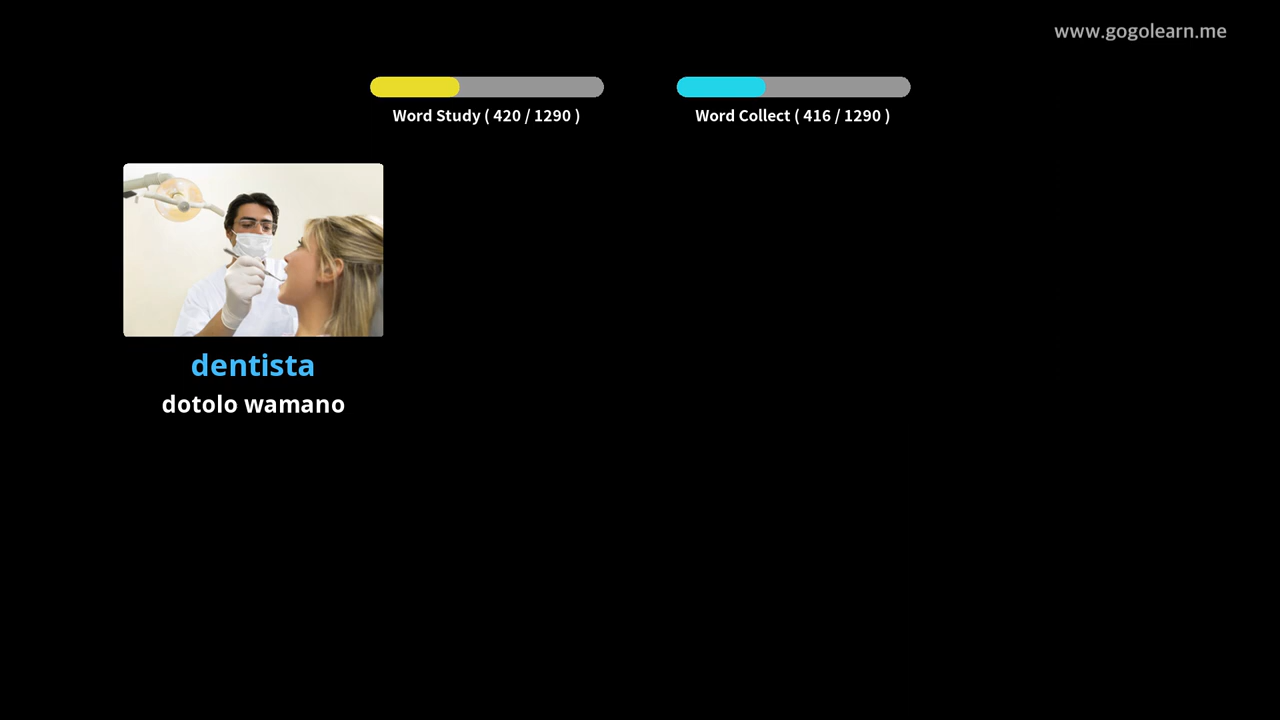 www.gogolearn.me
Word Study ( 420 / 1290 )
Word Collect ( 416 / 1290 )
dentista
dotolo wamano